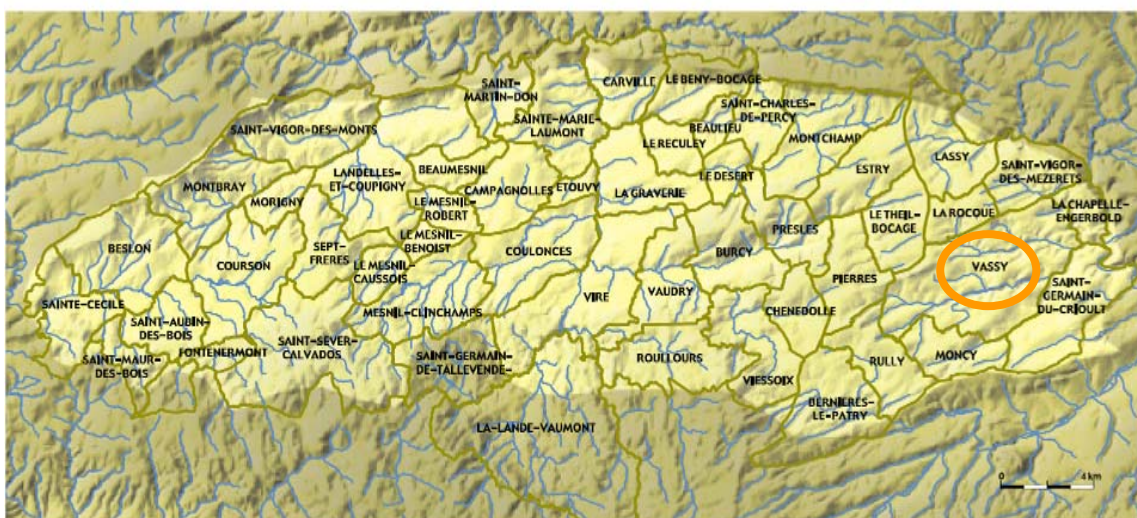 CARVILLE
LE BENY-BOCAGE
SAINT-
MARTIN-DON
SAINT-CHARLES-
DE-PERCY
SAINTE-MARIE-
LAUMONT
BEAULIEU
SAINT-VIGOR-DES-MONTS
MONTCHAMP
LE RECULEY
LASSY
SAINT-VIGOR-
DES-MEZERETS
BEAUMESNIL
ESTRY
LANDELLES-
ET-COUPIGNY
LE DESERT
MONTBRAY
CAMPAGNOLLES
ETOUVY
LA GRAVERIE
MORIGNY
LE MESNIL-
ROBERT
LA CHAPELLE-
ENGERBOLD
LE THEIL-
BOCAGE
LA ROCQUE
PRESLES
LE MESNIL-
BENOIST
BESLON
SEPT-
FRERES
COULONCES
BURCY
COURSON
LE MESNIL-
CAUSSOIS
VASSY
PIERRES
SAINT-
GERMAIN-
DU-CRIOULT
VIRE
VAUDRY
SAINTE-CECILE
MESNIL-CLINCHAMPS
CHENEDOLLE
SAINT-AUBIN-
DES-BOIS
SAINT-SEVER-
CALVADOS
FONTENERMONT
SAINT-MAUR-
DES-BOIS
SAINT-GERMAIN-
DE-TALLEVENDE-
ROULLOURS
RULLY
MONCY
VIESSOIX
BERNIERES-
LE-PATRY
LA-LANDE-VAUMONT
0 4 km